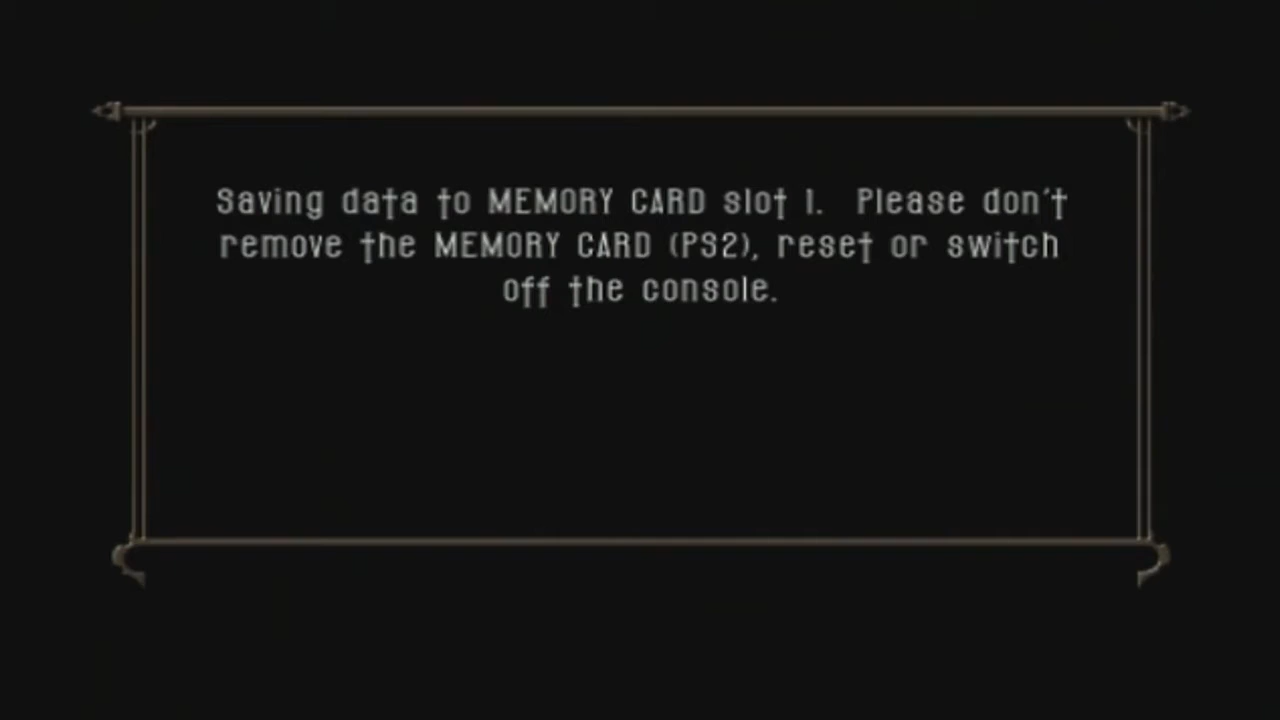 Saving data to MEMORY CARD slot 1.  Please don't
remove the MEMORY CARD (PS2), reset or switch
off the console.